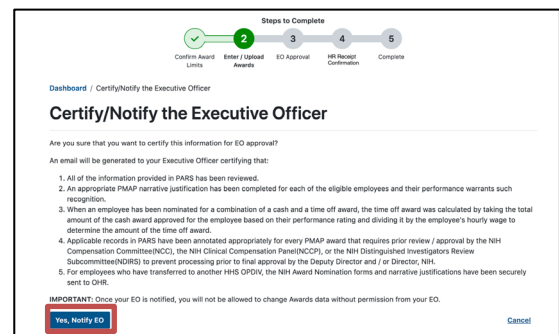 Steps to Complete
2 3 4 5
Confirm Award Enter / Upload EO Approval HR Receipt Complete
Limits Awards Confirmation
Dashboard / Certify/Notify the Executive Officer
Certify/Notify the Executive Officer
Are you sure that you want to certify this information for EO approval?
An email will be generated to your Executive Officer certifying that:
1. All of the information provided in PARS has been reviewed.
2. An appropriate PMAP narrative justification has been completed for each of the eligible employees and their performance warrants such
recognition.
3. When an employee has been nominated for a combination of a cash and a time off award, the time off award was calculated by taking the total
amount of the cash award approved for the employee based on their performance rating and dividing it by the employee's hourly wage to
determine the amount of the time off award.
4. Applicable records in PARS have been annotated appropriately for every PMAP award that requires prior review / approval by the NIH
Compensation Committee(NCC), the NIH Clinical Compensation Panel(NCCP), or the NIH Distinguished Investigators Review
Subcommittee(NDIRS) to prevent processing prior to final approval by the Deputy Director and / or Director, NIH.
5. For employees who have transferred to another HHS OPDIV, the NIH Award Nomination forms and narrative justifications have been securely
sent to OHR.
IMPORTANT: Once your EO is notified, you will not be allowed to change Awards data without permission from your EO.
Yes, Notify EO Cancel